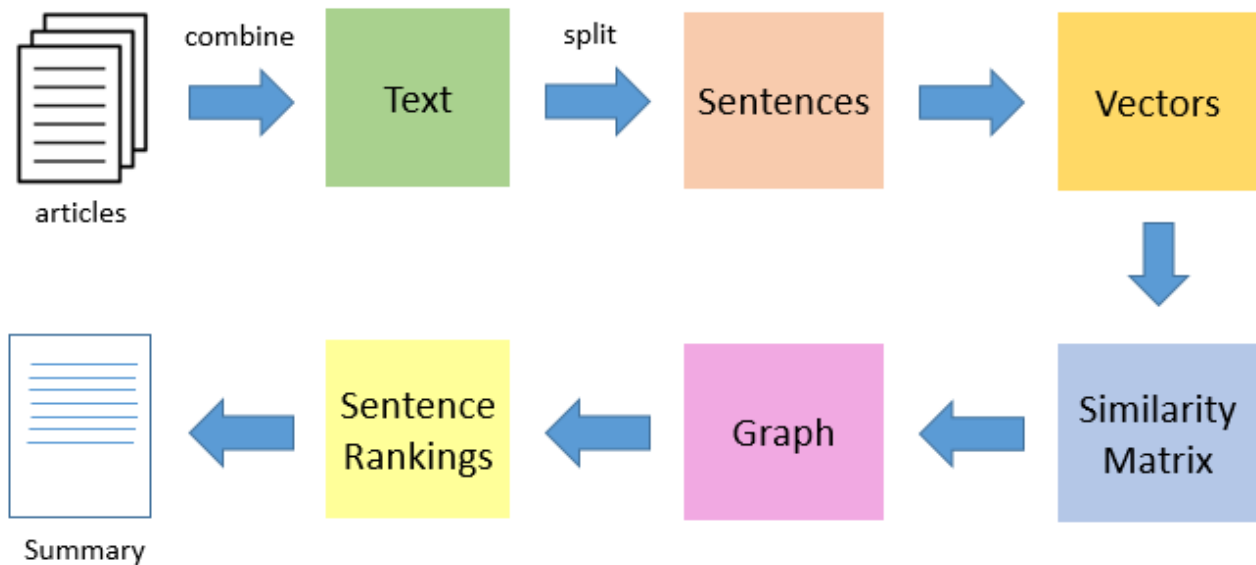 combine
split
Text
Sentences
Vectors
articles
Similarity
Matrix
Graph
Sentence
Rankings
Summary